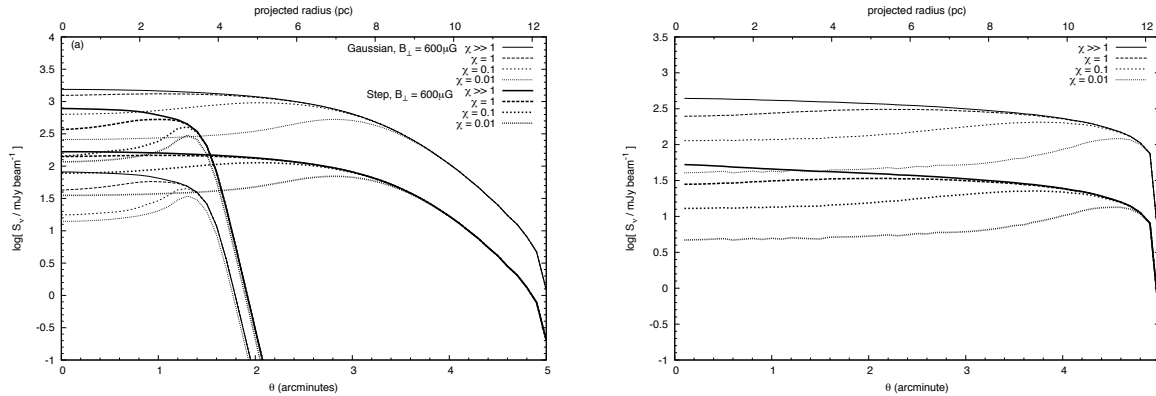 projected radius (pc)
0 2 4 6 8 10 12
(a)
Gaussian, B⊥ = 600μG
χ >> 1
χ = 1
χ = 0.1
χ = 0.01
Step, B⊥ = 600μG
χ >> 1
χ = 1
χ = 0.1
χ = 0.01
log[ Sν / mJy beam-1 ]
4
3.5
3
2.5
2
1.5
1
0.5
0
-0.5
-1
0 1 2 3 4 5
θ (arcminutes)
projected radius (pc)
0 2 4 6 8 10 12
χ >> 1
χ = 1
χ = 0.1
χ = 0.01
log[ Sν / mJy beam-1 ]
3.5
3
2.5
2
1.5
1
0.5
0
-0.5
-1
0 1 2 3 4 5
θ (arcminute)